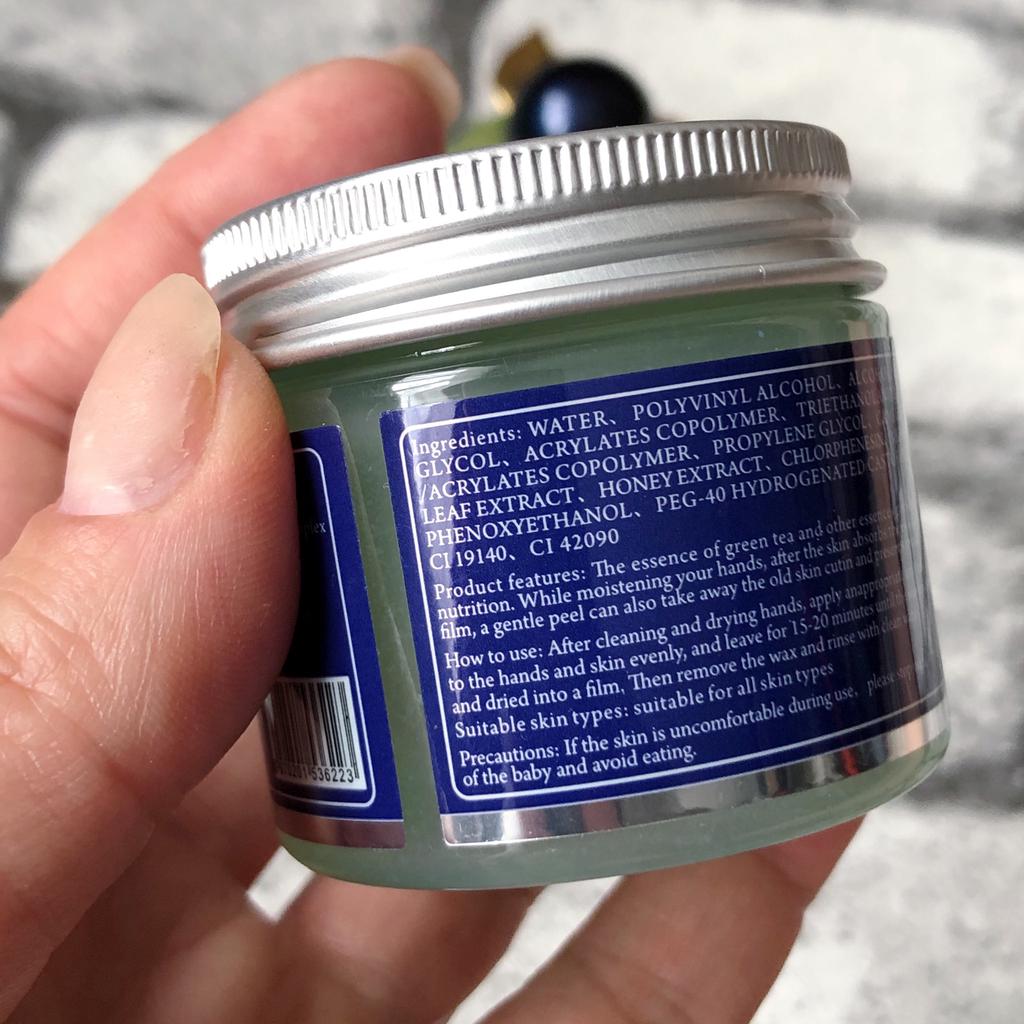 plex
536223
Ingredients: WATER、 POLYVINYL ALCOHOL、
GLYCOL、 ACRYLATES COPOLYMER、
/ACRYLATES COPOLYMER、 PROPYLENE GLYCOL、
LEAF EXTRACT、 HONEY EXTRACT、
PHENOXYETHANOL、 PEG-40 HYDROGENATED
CI 19140、 CI 42090
Product features: The essence of green tea and other
nutrition. While moistening your hands, after the skin absorbs
film, a gentle peel can also take away the old skin cutin and
How to use: After cleaning and drying hands, apply
to the hands and skin evenly, and leave for 15-20 minutes
and dried into a film. Then remove the wax and rinse with clean
Suitable skin types: suitable for all skin types
Precautions: If the skin is uncomfortable during use, please
of the baby and avoid eating.